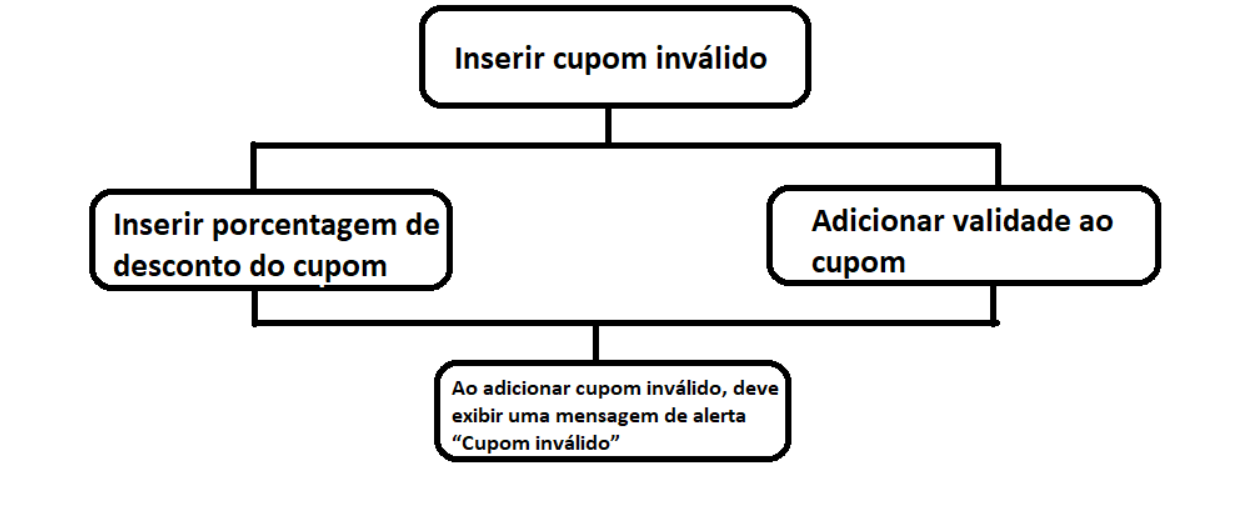 Inserir cupom inválido
Inserir porcentagem de
desconto do cupom
Adicionar validade ao
cupom
Ao adicionar cupom inválido, deve
exibir uma mensagem de alerta
“Cupom inválido”